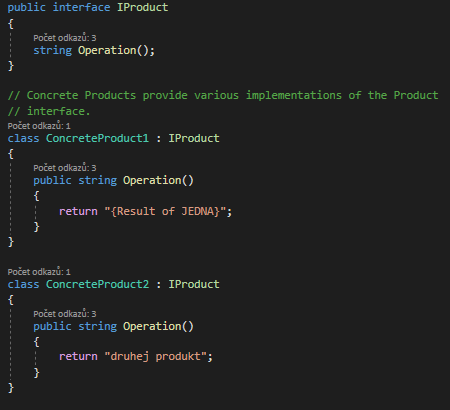 public interface IProduct
{
Počet odkazů: 3
string Operation();
}
// Concrete Products provide various implementations of the Product
// interface.
Počet odkazů: 1
class ConcreteProduct1 : IProduct
{
Počet odkazů: 3
public string Operation()
{
return "{Result of JEDNA}";
}
}
Počet odkazů: 1
class ConcreteProduct2 : IProduct
{
Počet odkazů: 3
public string Operation()
{
return "druhej produkt";
}
}